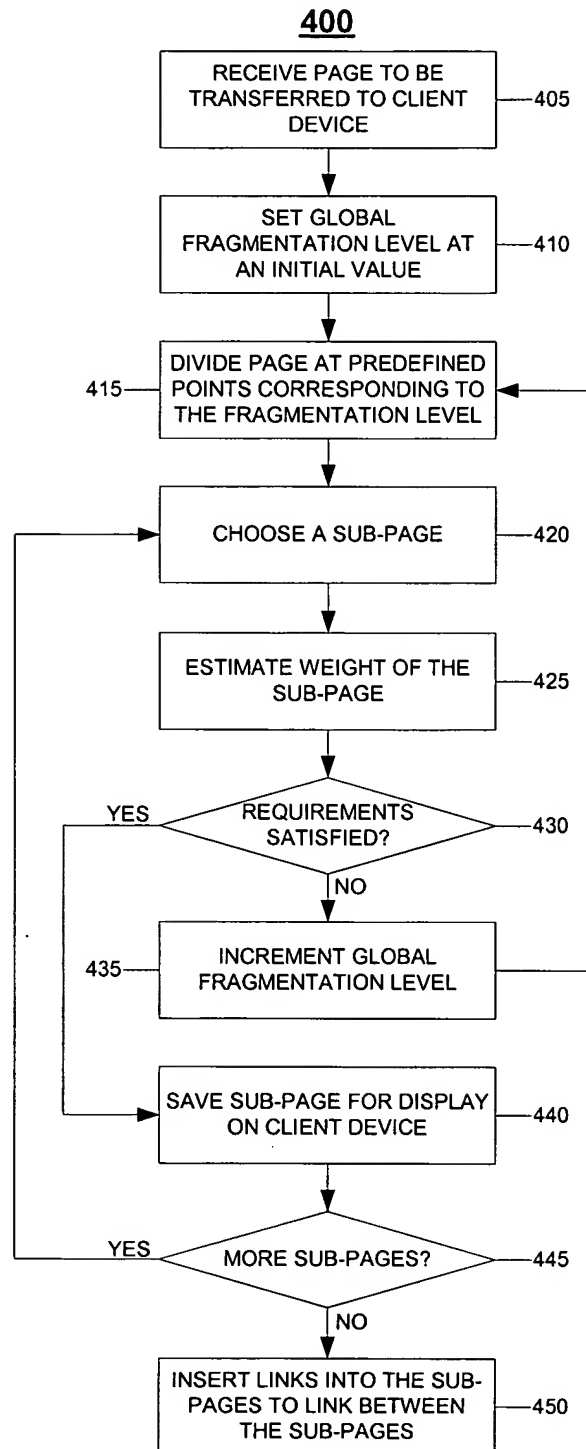 400
RECEIVE PAGE TO BE
TRANSFERRED TO CLIENT
DEVICE
405
SET GLOBAL
FRAGMENTATION LEVEL AT
AN INITIAL VALUE
410
DIVIDE PAGE AT PREDEFINED
POINTS CORRESPONDING TO
THE FRAGMENTATION LEVEL
415
CHOOSE A SUB-PAGE
420
ESTIMATE WEIGHT OF THE
SUB-PAGE
425
YES
REQUIREMENTS
SATISFIED?
430
NO
INCREMENT GLOBAL
FRAGMENTATION LEVEL
435
SAVE SUB-PAGE FOR DISPLAY
ON CLIENT DEVICE
440
YES
MORE SUB-PAGES?
445
NO
INSERT LINKS INTO THE SUB-
PAGES TO LINK BETWEEN
THE SUB-PAGES
450